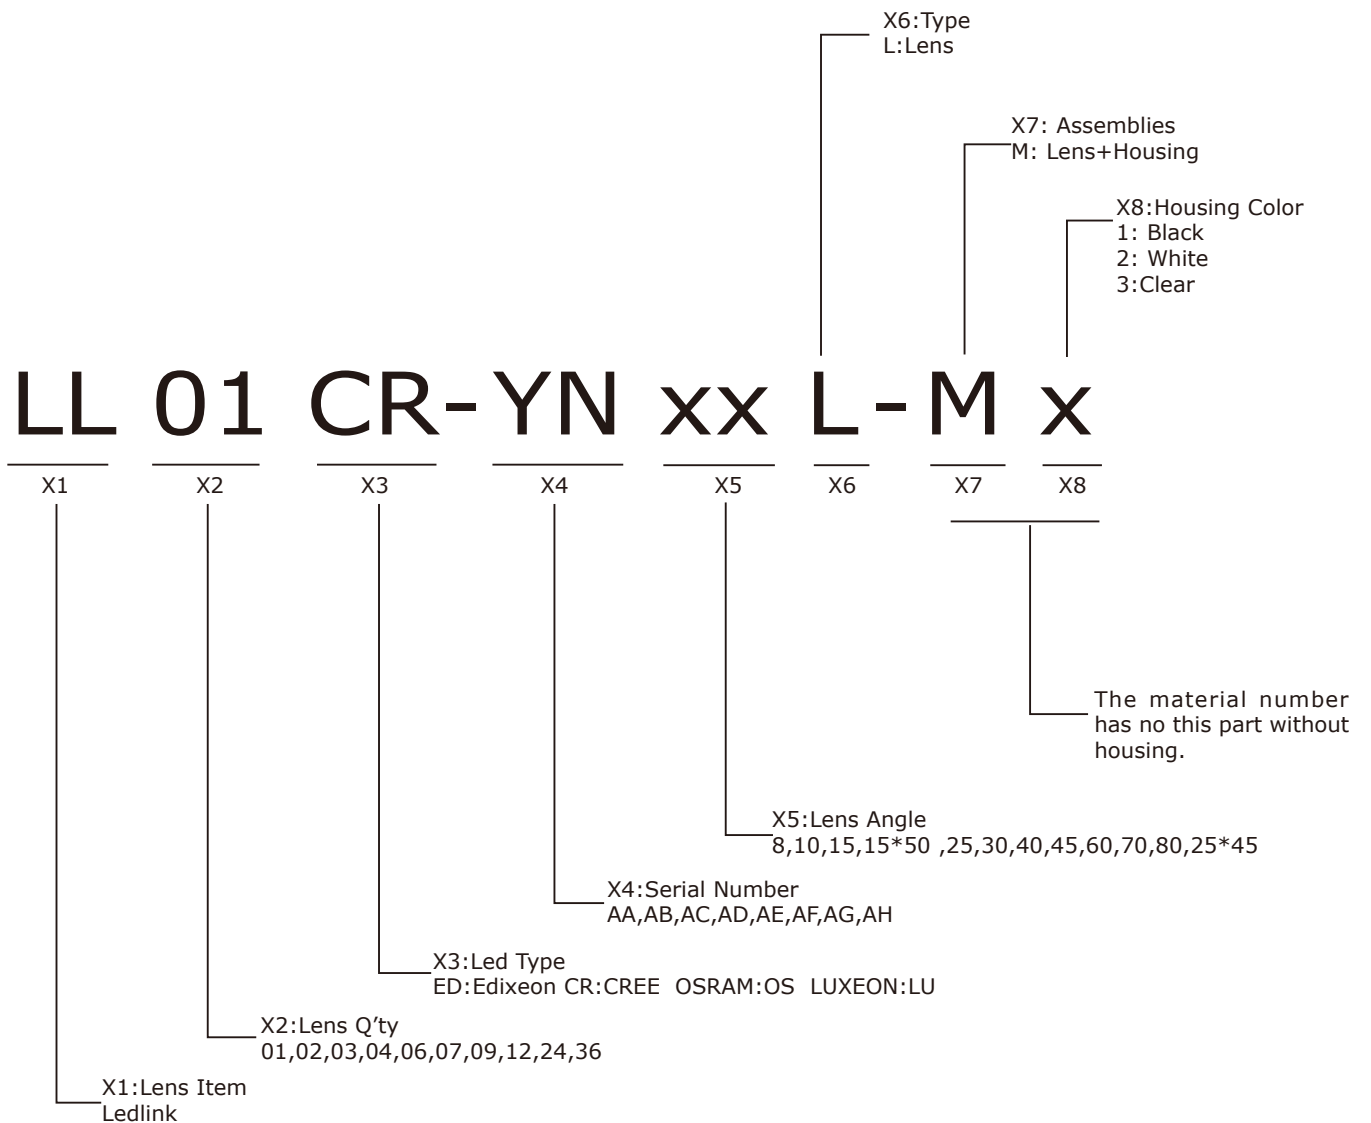 X6:Type
L:Lens
X7: Assemblies
M: Lens+Housing
X8:Housing Color
1: Black
2: White
3:Clear
LL 01 CR-YN xx L-M x
X1 X2 X3 X4 X5 X6 X7 X8
The material number
has no this part without
housing.
X5:Lens Angle
8,10,15,15*50 ,25,30,40,45,60,70,80,25*45
X4:Serial Number
AA,AB,AC,AD,AE,AF,AG,AH
X3:Led Type
ED:Edixeon CR:CREE OSRAM:OS LUXEON:LU
X2:Lens Q’ty
01,02,03,04,06,07,09,12,24,36
X1:Lens Item
Ledlink